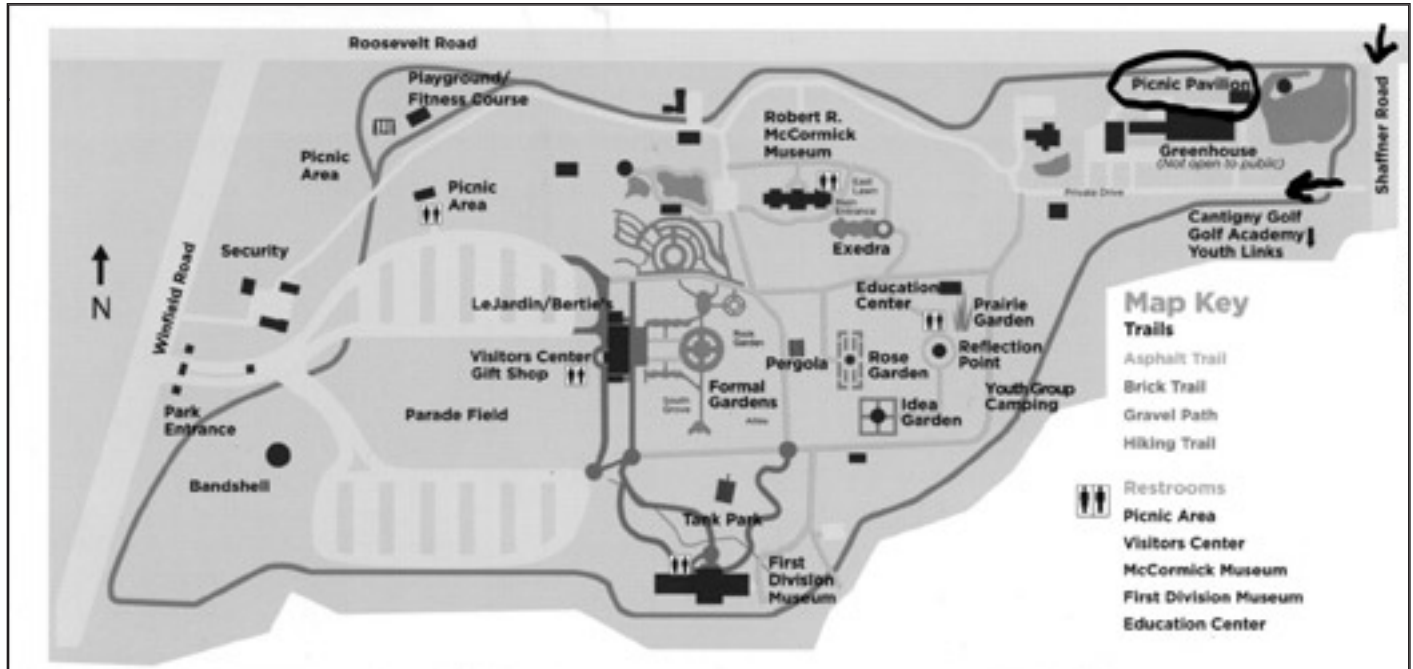 Roosevelt Road
Playground/
Fitness Course
Picnic Pavilion
Shaffner Road
Robert R.
McCormick
Museum
Greenhouse
(Not open to public)
Picnic
Area
Picnic
Area
East
Lawn
Main
Entrance
Private Drive
Cantigny Golf
Golf Academy
Youth Links
Exedra
Security
N
Winfield Road
LeJardin/Bertie's
Education
Center
Prairie
Garden
Rock
Garden
Visitors Center
Gift Shop
Pergola
Rose
Garden
Reflection
Point
Formal
Gardens
South
Grove
Allee
Youth Group
Camping
Idea
Garden
Parade Field
Park
Entrance
Bandshell
Tank Park
First
Division
Museum
Map Key
Trails
Asphalt Trail
Brick Trail
Gravel Path
Hiking Trail
Restrooms
Picnic Area
Visitors Center
McCormick Museum
First Division Museum
Education Center